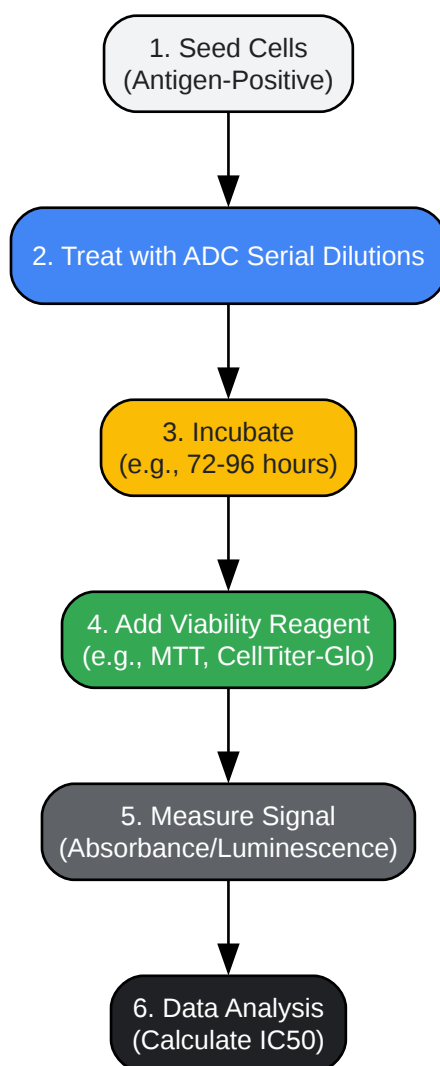 1. Seed Cells
(Antigen-Positive)
2. Treat with ADC Serial Dilutions
3. Incubate
(e.g., 72-96 hours)
4. Add Viability Reagent
(e.g., MTT, CellTiter-Glo)
5. Measure Signal
(Absorbance/Luminescence)
6. Data Analysis
(Calculate IC50)